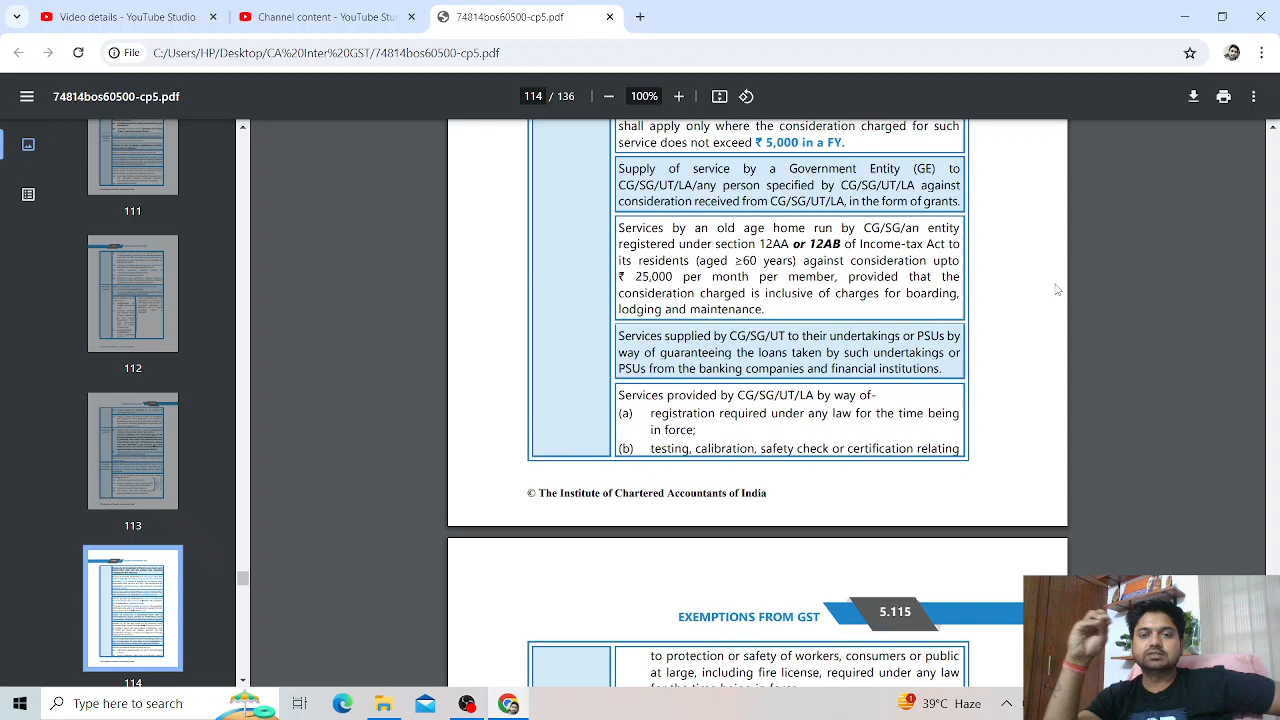 Video details - YouTube Studio
Channel content - YouTube Stu
74814bos60500-cp5.pdf
File
C:/Users/HP/Desktop/CA%20Inter%20GST/74814bos60500-cp5.pdf
74814bos60500-cp5.pdf
114 / 136
100%
111
112
113
114
shall apply only where the consideration charged for such
service does not exceed ₹ 5,000 in a FY.
Supply of service by a Government Entity (GE) to
CG/SG/UT/LA/any person specified by CG/SG/UT/LA against
consideration received from CG/SG/UT/LA, in the form of grants.
Services by an old age home run by CG/SG/an entity
registered under section 12AA or 12AB of Income-tax Act to
its residents (aged ≥60 years) against consideration upto
₹ 25,000 per month per member provided that the
consideration charged is inclusive of charges for boarding,
lodging and maintenance.
Services supplied by CG/SG/UT to their undertakings or PSUs by
way of guaranteeing the loans taken by such undertakings or
PSUs from the banking companies and financial institutions.
Services provided by CG/SG/UT/LA by way of-
(a) registration required under any law for the time being
in force;
(b) testing, calibration, safety check or certification relating
© The Institute of Chartered Accountants of India
EXEMPTIONS FROM GST
5.115
to protection or safety of workers, consumers or public
at large, including fire license, required under any law
Type here to search
1
39°C Haze